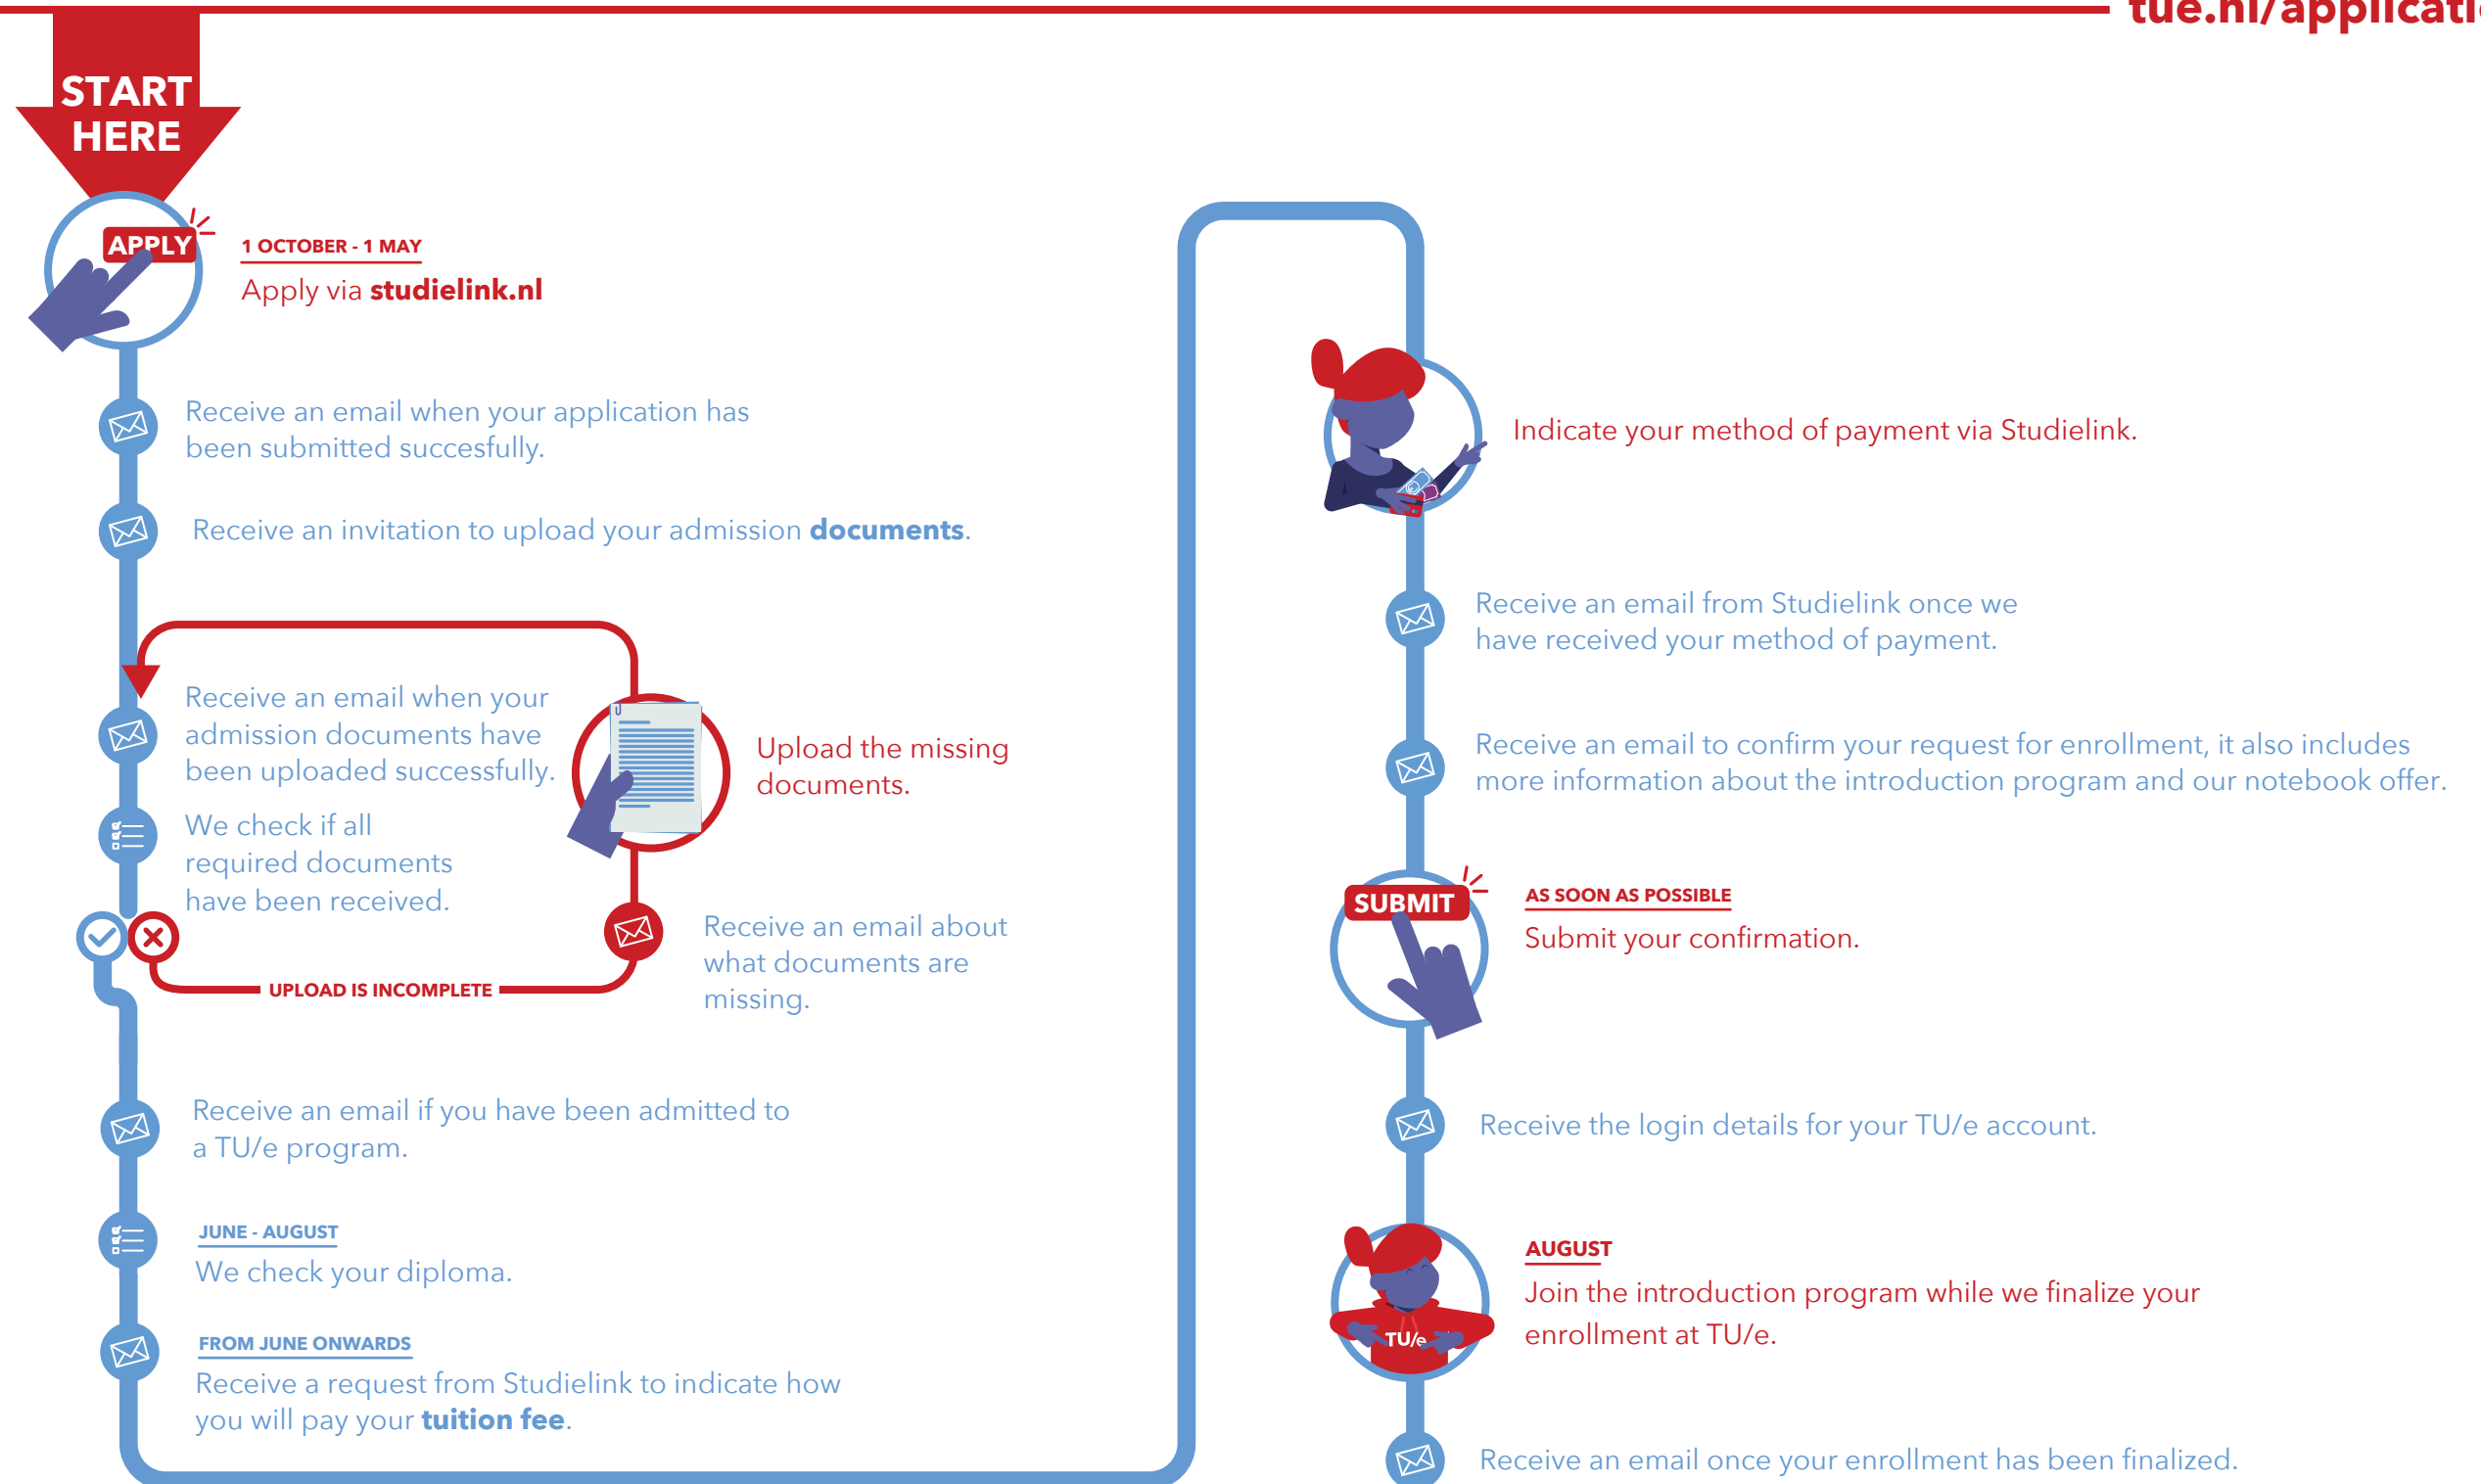 tue.nl/applicati
START
HERE
APPLY
1 OCTOBER - 1 MAY
Apply via studielink.nl
Receive an email when your application has
been submitted succesfully.
Receive an invitation to upload your admission documents.
Receive an email when your
admission documents have
been uploaded successfully.
Upload the missing
documents.
We check if all
required documents
have been received.
Receive an email about
what documents are
missing.
UPLOAD IS INCOMPLETE
Receive an email if you have been admitted to
a TU/e program.
JUNE - AUGUST
We check your diploma.
FROM JUNE ONWARDS
Receive a request from Studielink to indicate how
you will pay your tuition fee.
Indicate your method of payment via Studielink.
Receive an email from Studielink once we
have received your method of payment.
Receive an email to confirm your request for enrollment, it also includes
more information about the introduction program and our notebook offer.
SUBMIT
AS SOON AS POSSIBLE
Submit your confirmation.
Receive the login details for your TU/e account.
AUGUST
Join the introduction program while we finalize your
enrollment at TU/e.
TU/e
Receive an email once your enrollment has been finalized.